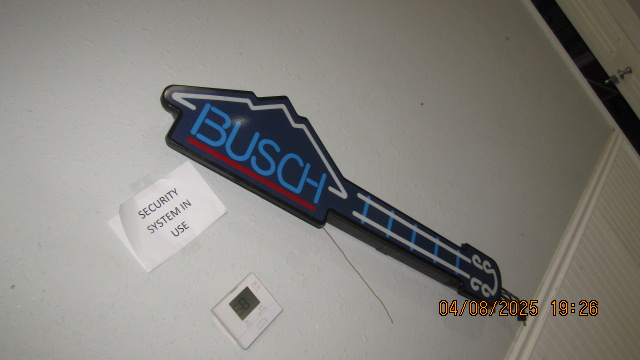 BUSCH
SECURITY
SYSTEM IN
USE
04/08/2025 19:26